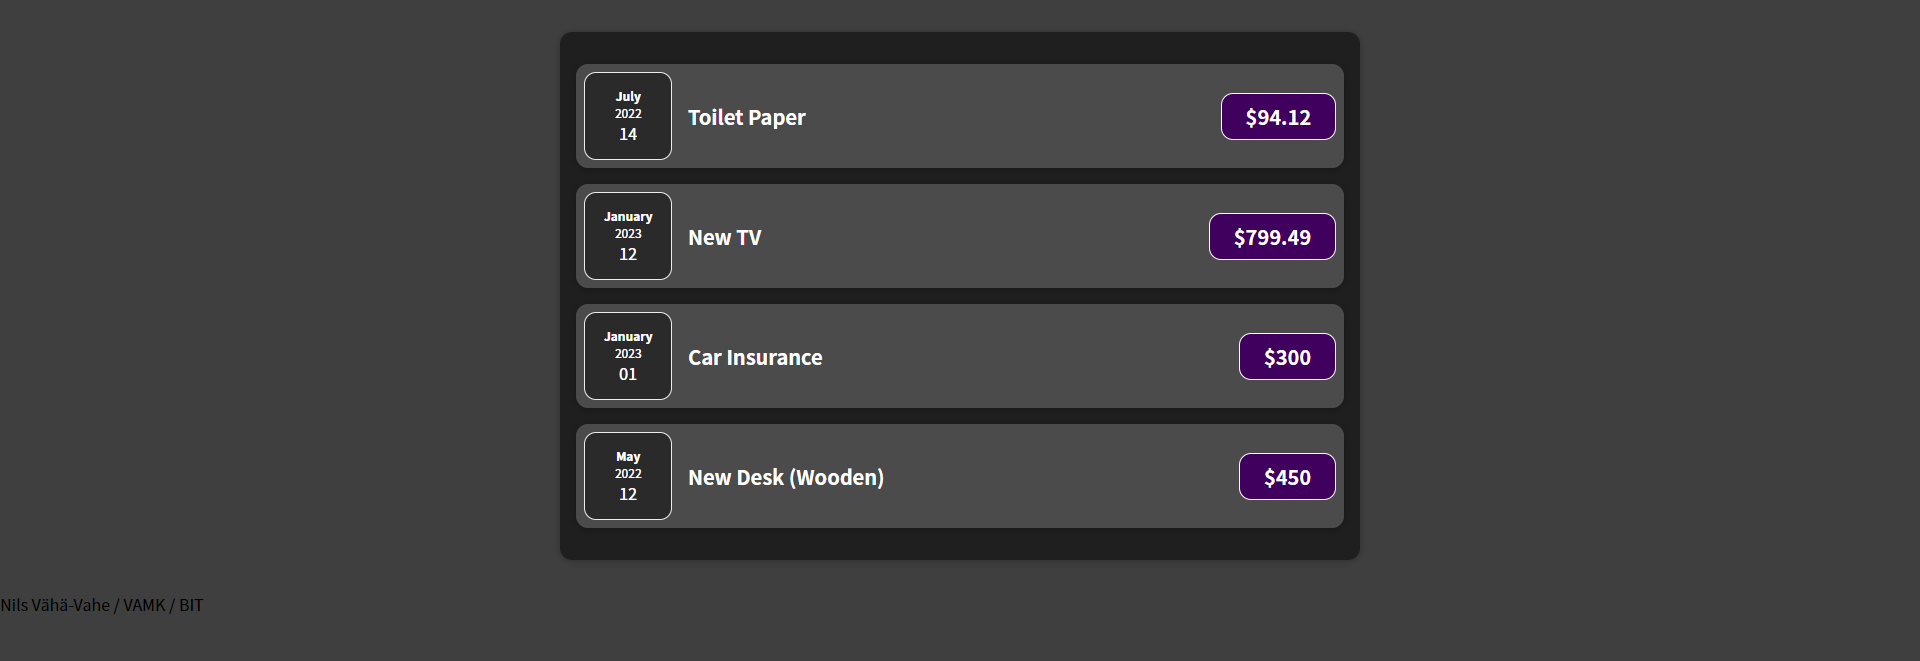 July
2022
14
Toilet Paper
$94.12
January
2023
12
New TV
$799.49
January
2023
01
Car Insurance
$300
May
2022
12
New Desk (Wooden)
$450
Nils Vähä-Vahe / VAMK / BIT